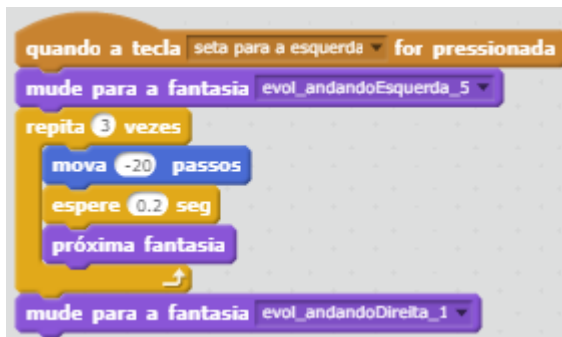 quando a tecla seta para a esquerda for pressionada
mude para a fantasia evol_andandoEsquerda_5
repita 3 vezes
mova -20 passos
espere 0.2 seg
próxima fantasia
mude para a fantasia evol_andandoDireita_1